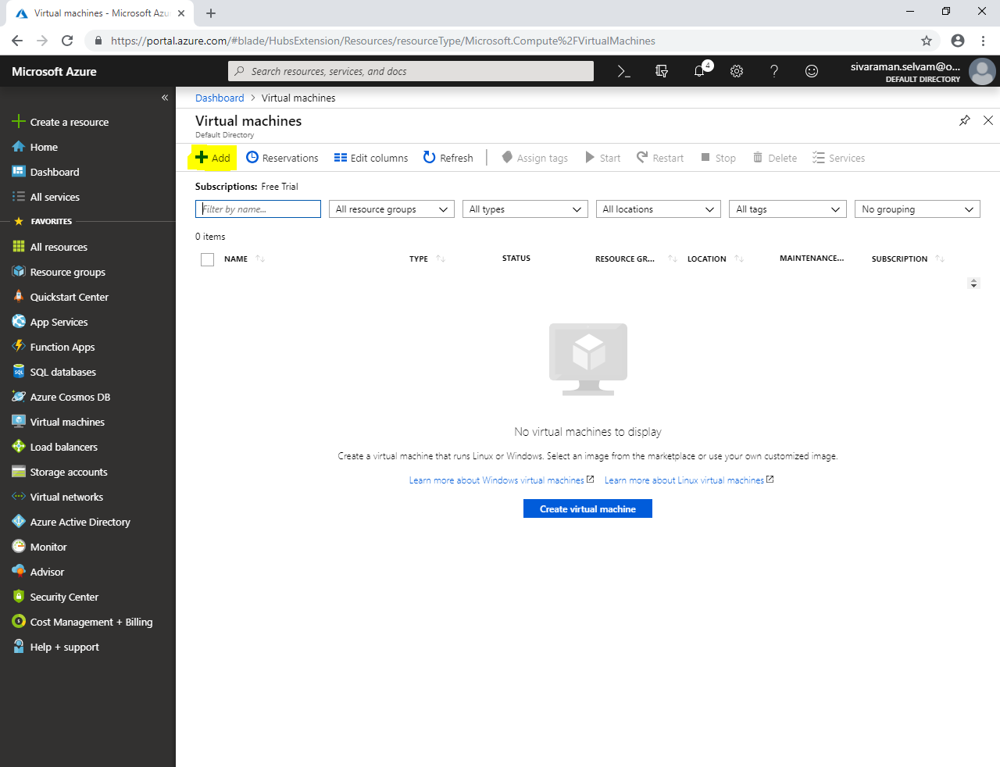 Virtual machines - Microsoft Azu
https://portal.azure.com/#blade/HubsExtension/Resources/resourceType/Microsoft.Compute%2FVirtualMachines
Microsoft Azure
Search resources, services, and docs
4
sivaraman.selvam@o...
DEFAULT DIRECTORY
Dashboard > Virtual machines
Virtual machines
Default Directory
Add Reservations Edit columns Refresh Assign tags Start Restart Stop Delete Services
Subscriptions: Free Trial
Filter by name... All resource groups All types All locations All tags No grouping
0 items
NAME TYPE STATUS RESOURCE GR... LOCATION MAINTENANCE... SUBSCRIPTION
No virtual machines to display
Create a virtual machine that runs Linux or Windows. Select an image from the marketplace or use your own customized image.
Learn more about Windows virtual machines Learn more about Linux virtual machines
Create virtual machine
Create a resource
Home
Dashboard
All services
FAVORITES
All resources
Resource groups
Quickstart Center
App Services
Function Apps
SQL databases
Azure Cosmos DB
Virtual machines
Load balancers
Storage accounts
Virtual networks
Azure Active Directory
Monitor
Advisor
Security Center
Cost Management + Billing
Help + support